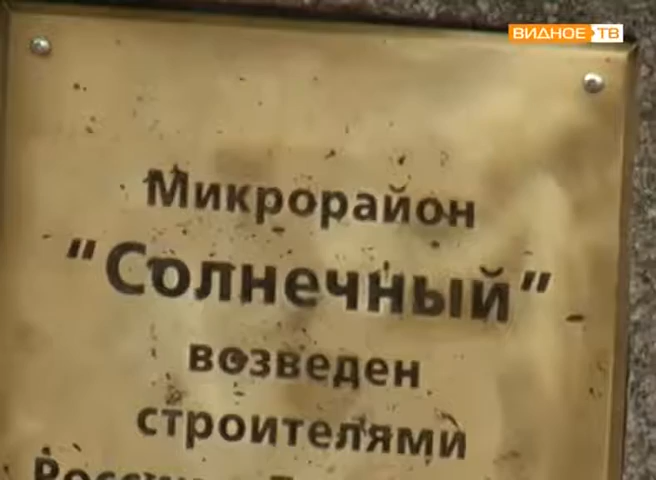 ВИДНОЕ ТВ
Микрорайон
"Солнечный"
возведен
строителями